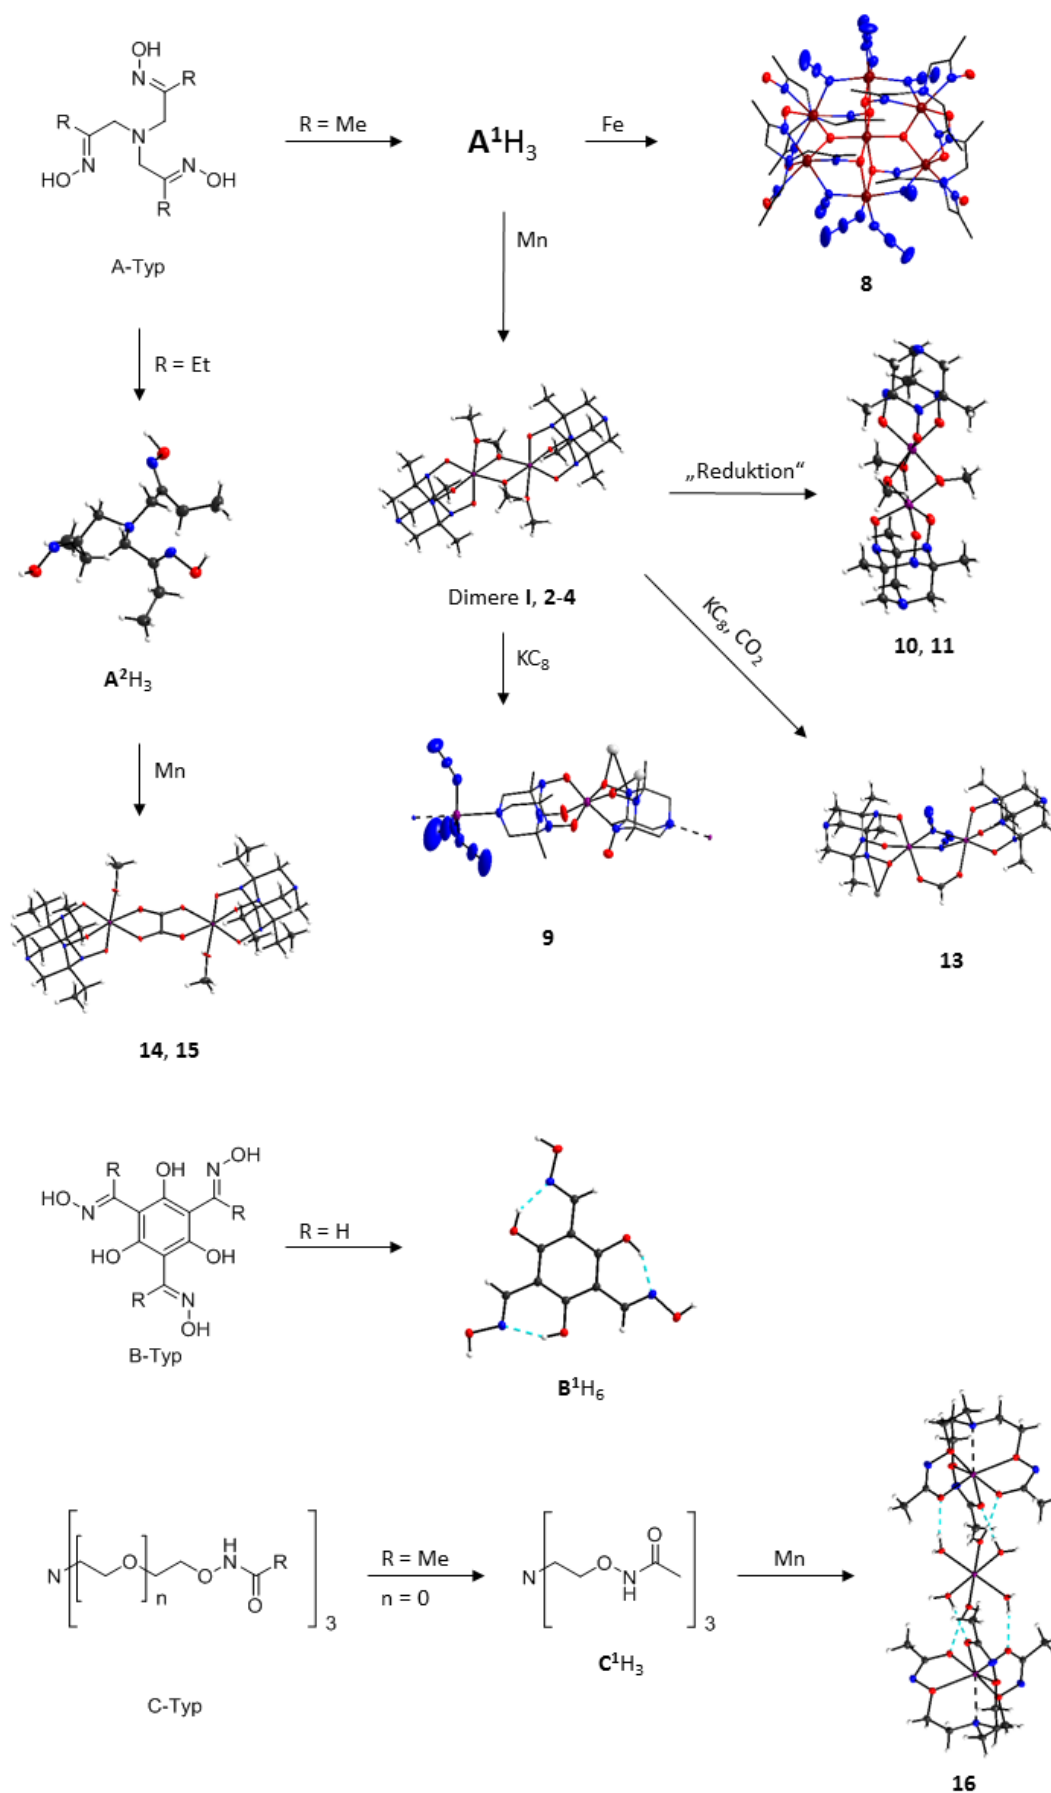 OH
N
R
R
N
N
HO
N
OH
R
A-Typ
R = Me
A¹H₃
Fe
8
Mn
R = Et
„Reduktion“
Dimere I, 2-4
10, 11
KC₈, CO₂
KC₈
A²H₃
Mn
9
13
14, 15
OH
R
OH
N
HO
N
R
HO
OH
R
N
OH
B-Typ
R = H
B¹H₆
N
O
n
O
H
N
R
O
3
C-Typ
R = Me
n = 0
N
O
N
H
O
3
C¹H₃
Mn
16